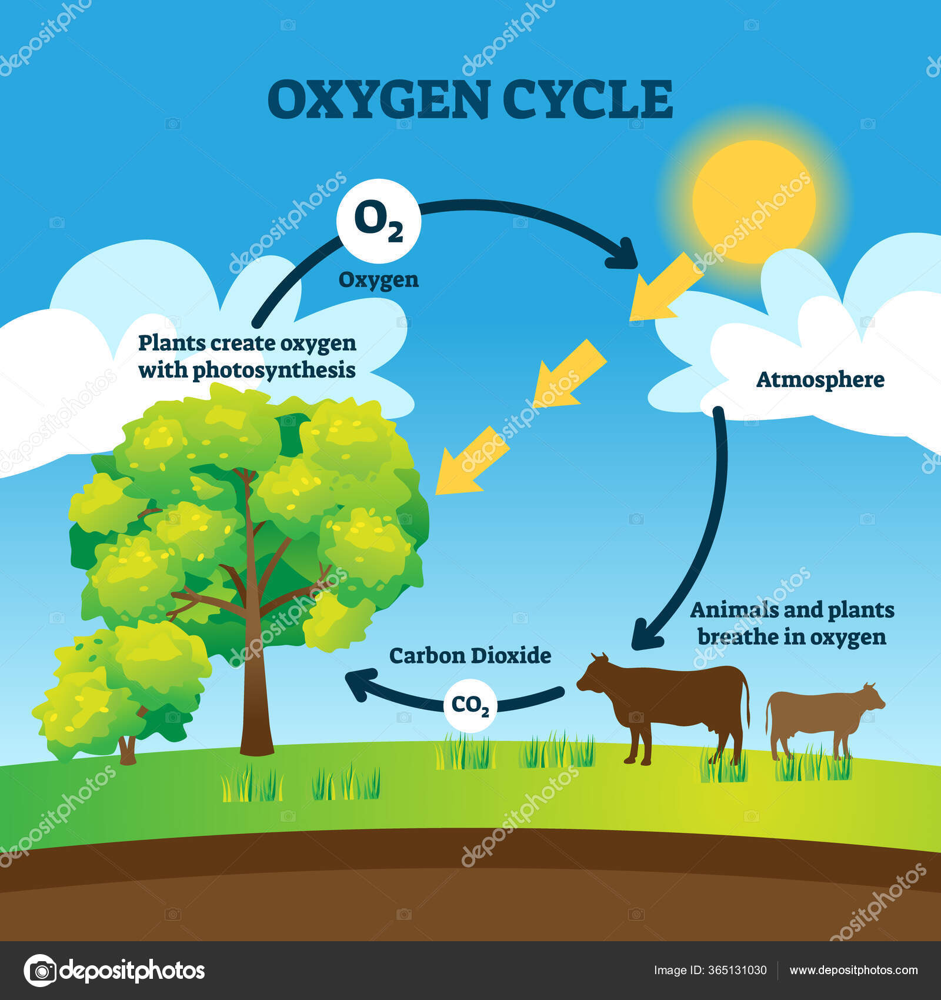 OXYGEN CYCLE
O₂
Oxygen
Plants create oxygen
with photosynthesis
Atmosphere
Animals and plants
breathe in oxygen
Carbon Dioxide
CO₂
depositphotos
Image ID: 365131030
www.depositphotos.com